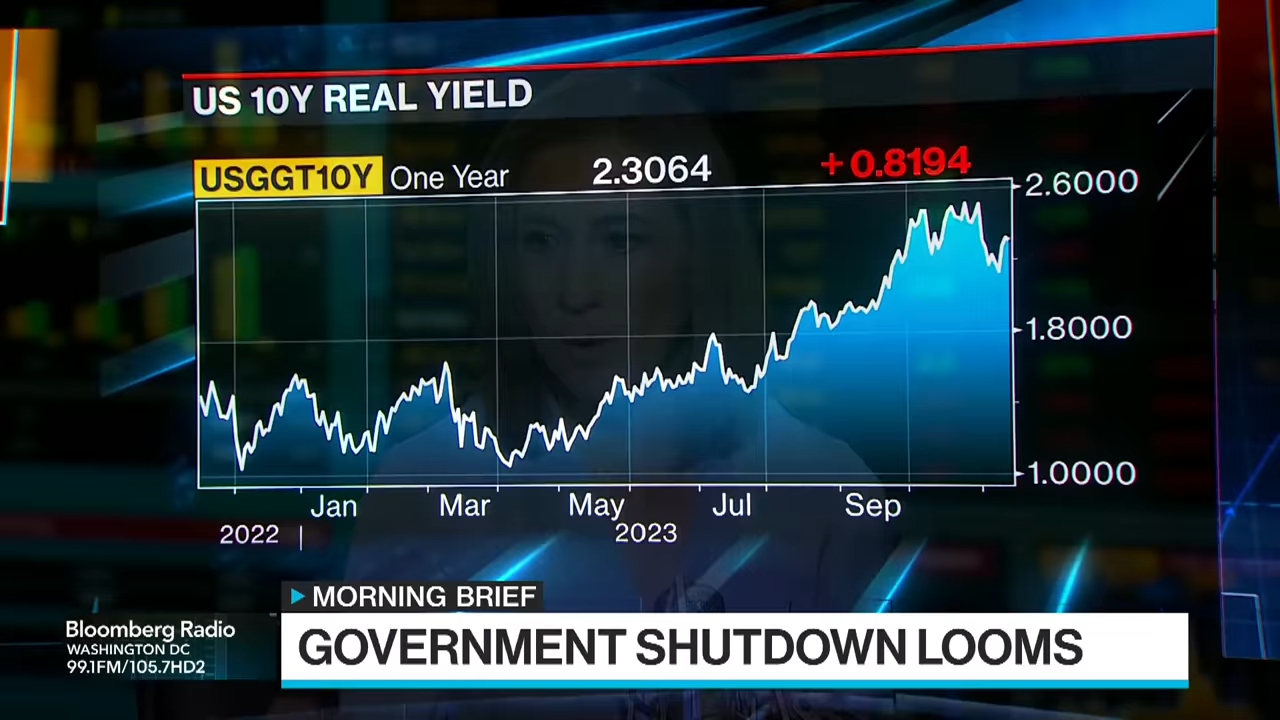 US 10Y REAL YIELD
USGGT10Y One Year 2.3064 +0.8194
2.6000
1.8000
1.0000
Jan Mar May Jul Sep
2022 2023
MORNING BRIEF
GOVERNMENT SHUTDOWN LOOMS
Bloomberg Radio
WASHINGTON DC
99.1FM/105.7HD2